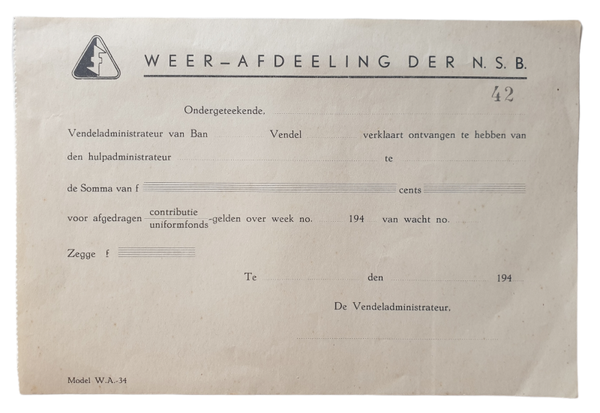 WEER-AFDEELING DER N. S. B.
42
Ondergeteekende,
Vendeladministrateur van Ban Vendel verklaart ontvangen te hebben van
den hulpadministrateur te
de Somma van f cents
voor afgedragen contributie
uniformfonds -gelden over week no. 194 van wacht no.
Zegge f
Te den 194
De Vendeladministrateur,
Model W.A.-34